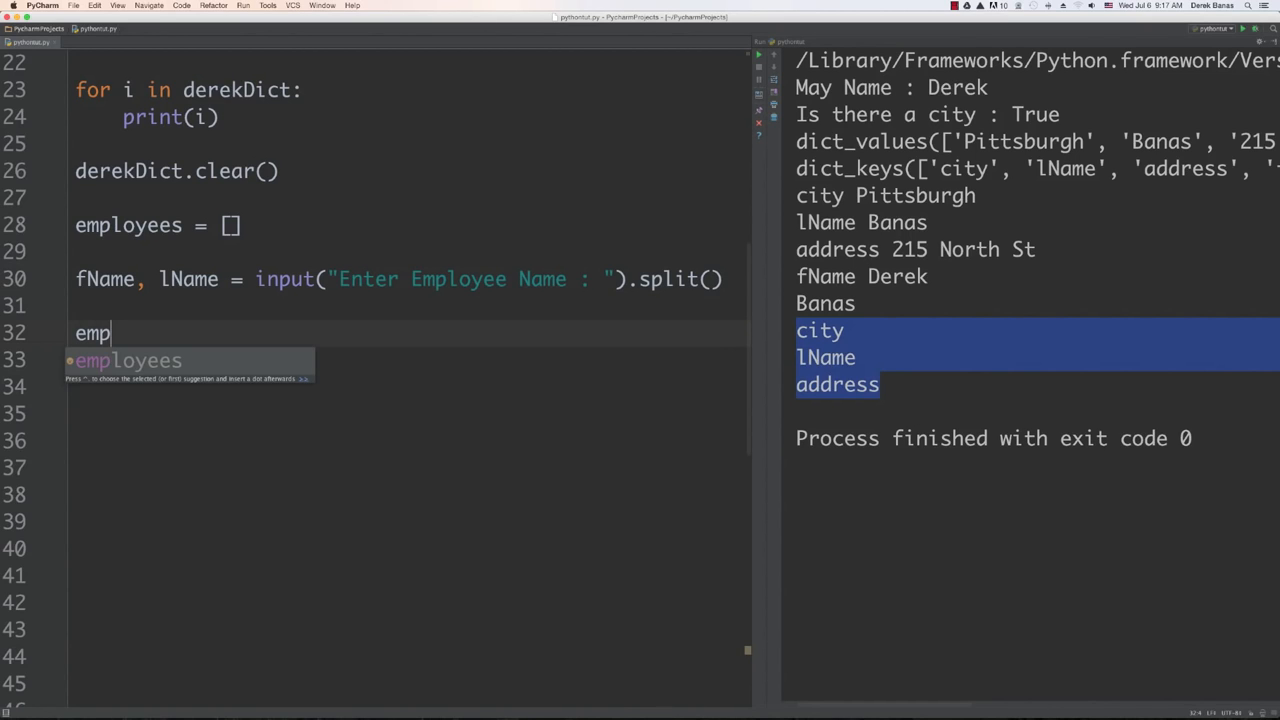 PyCharm File Edit View Navigate Code Refactor Run Tools VCS Window Help 10 Wed Jul 6 9:17 AM Derek Banas
pythontut.py - PycharmProjects - [~/PycharmProjects]
PycharmProjects pythontut.py pythontut
pythontut.py
22
23 for i in derekDict:
24 print(i)
25
26 derekDict.clear()
27
28 employees = []
29
30 fName, lName = input("Enter Employee Name : ").split()
31
32 emp
33 employees
Press ^. to choose the selected (or first) suggestion and insert a dot afterwards >>
34
35
36
37
38
39
40
41
42
43
44
45
46
Run pythontut
/Library/Frameworks/Python.framework/Vers
May Name : Derek
Is there a city : True
dict_values(['Pittsburgh', 'Banas', '215
dict_keys(['city', 'lName', 'address', '
city Pittsburgh
lName Banas
address 215 North St
fName Derek
Banas
city
lName
address
Process finished with exit code 0
32:4 LF÷ UTF-8÷